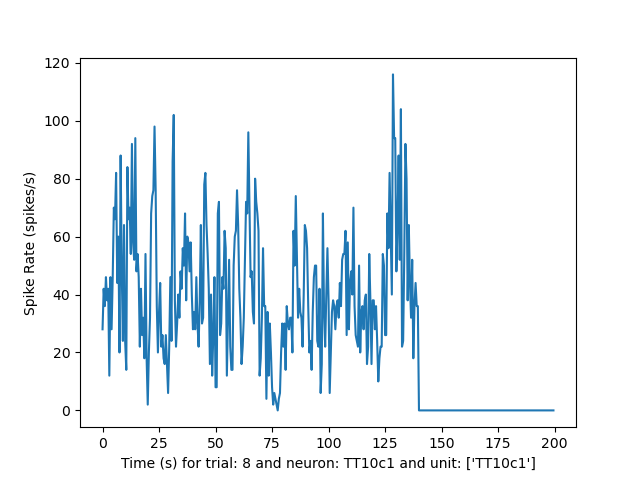 120
100
80
60
40
20
0
Spike Rate (spikes/s)
0 25 50 75 100 125 150 175 200
Time (s) for trial: 8 and neuron: TT10c1 and unit: ['TT10c1']